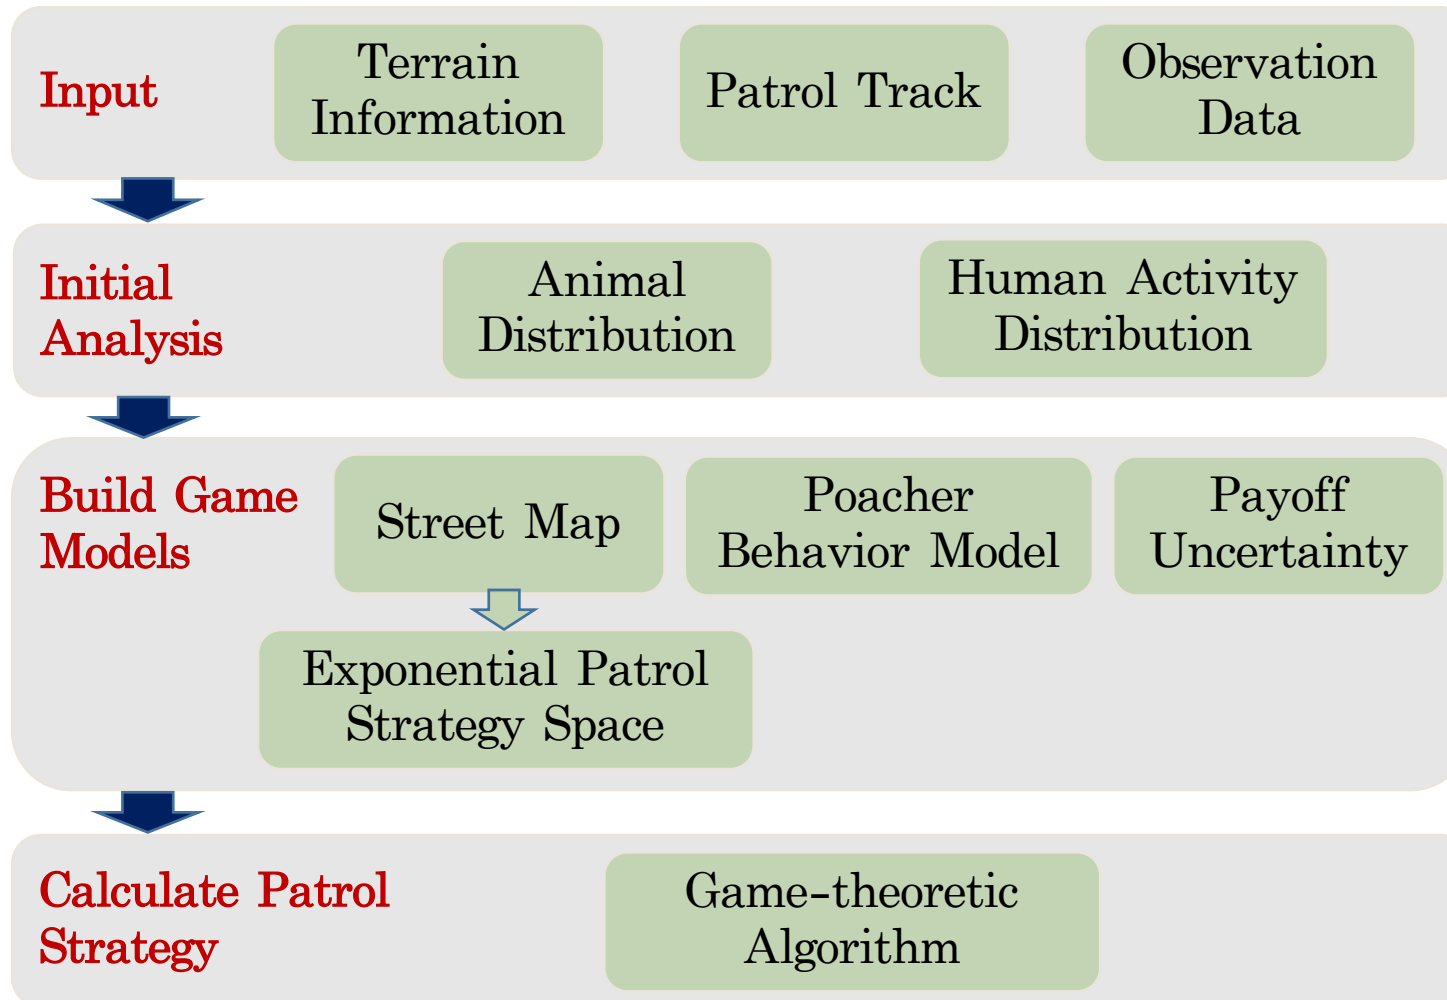 Input
Terrain
Information
Patrol Track
Observation
Data
Initial
Analysis
Animal
Distribution
Human Activity
Distribution
Build Game
Models
Street Map
Poacher
Behavior Model
Payoff
Uncertainty
Exponential Patrol
Strategy Space
Calculate Patrol
Strategy
Game-theoretic
Algorithm